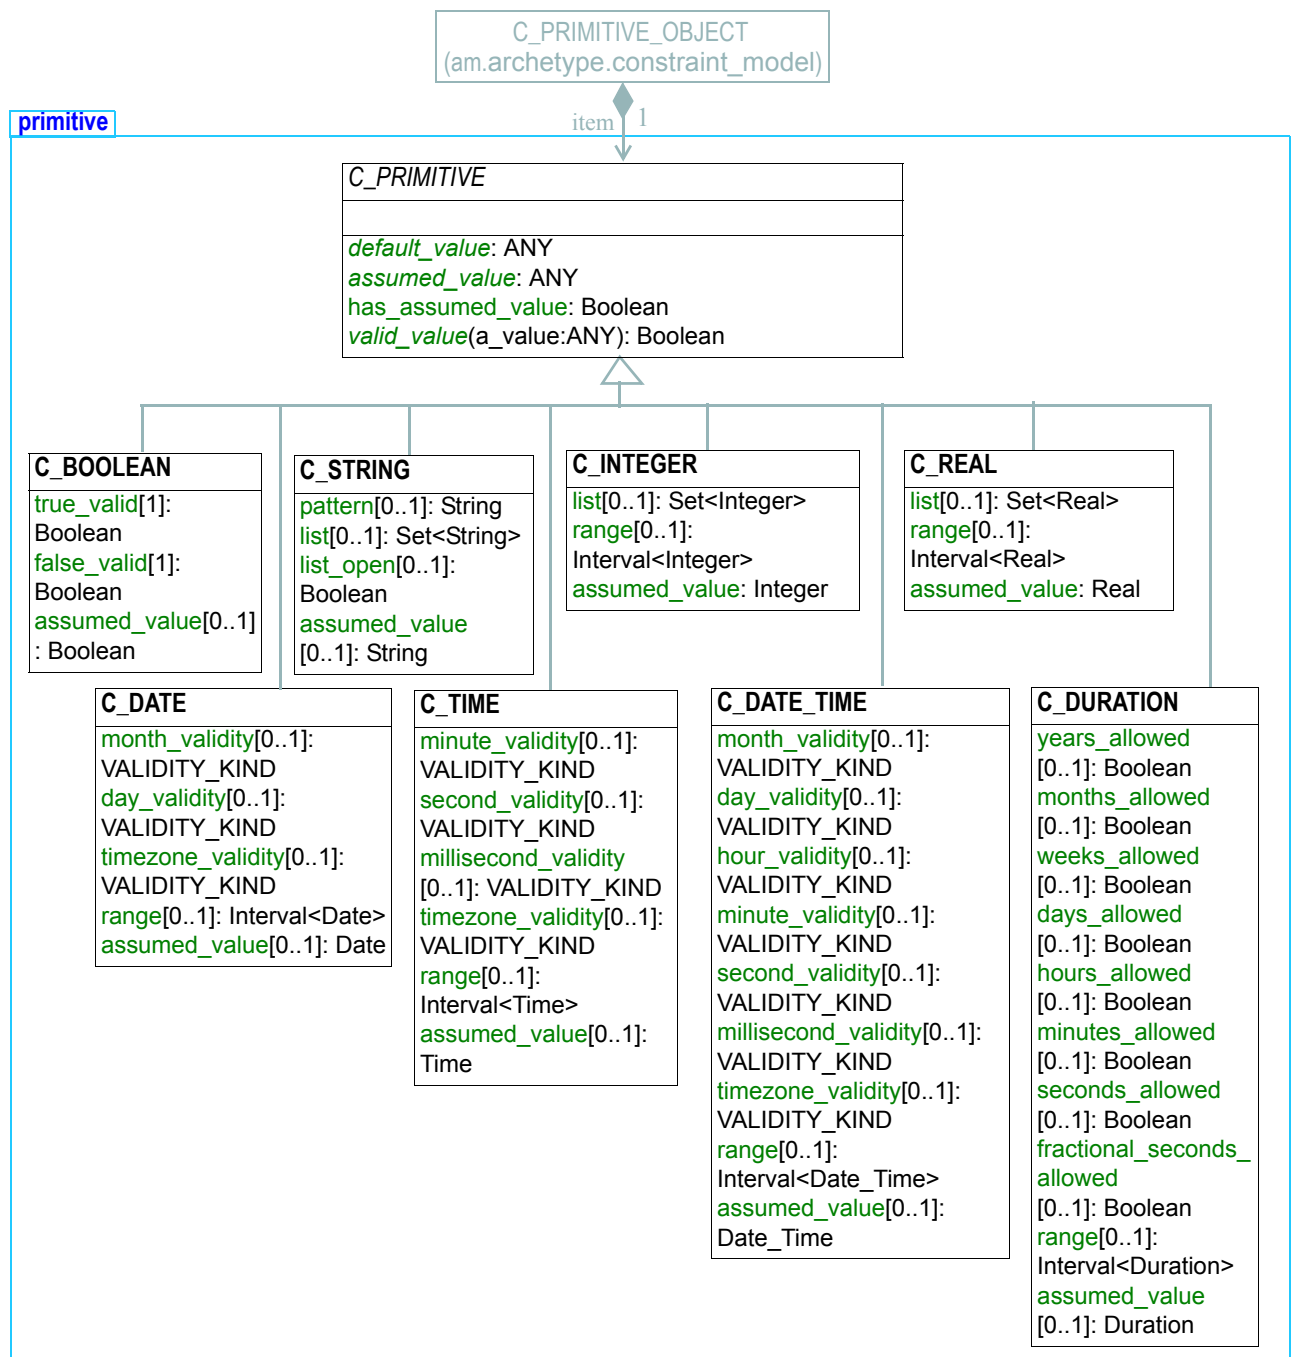 C_PRIMITIVE_OBJECT
(am.archetype.constraint_model)
item 1
primitive
C_PRIMITIVE
default_value: ANY
assumed_value: ANY
has_assumed_value: Boolean
valid_value(a_value:ANY): Boolean
C_BOOLEAN
true_valid[1]:
Boolean
false_valid[1]:
Boolean
assumed_value[0..1]
: Boolean
C_STRING
pattern[0..1]: String
list[0..1]: Set<String>
list_open[0..1]:
Boolean
assumed_value
[0..1]: String
C_INTEGER
list[0..1]: Set<Integer>
range[0..1]:
Interval<Integer>
assumed_value: Integer
C_REAL
list[0..1]: Set<Real>
range[0..1]:
Interval<Real>
assumed_value: Real
C_DATE
month_validity[0..1]:
VALIDITY_KIND
day_validity[0..1]:
VALIDITY_KIND
timezone_validity[0..1]:
VALIDITY_KIND
range[0..1]: Interval<Date>
assumed_value[0..1]: Date
C_TIME
minute_validity[0..1]:
VALIDITY_KIND
second_validity[0..1]:
VALIDITY_KIND
millisecond_validity
[0..1]: VALIDITY_KIND
timezone_validity[0..1]:
VALIDITY_KIND
range[0..1]:
Interval<Time>
assumed_value[0..1]:
Time
C_DATE_TIME
month_validity[0..1]:
VALIDITY_KIND
day_validity[0..1]:
VALIDITY_KIND
hour_validity[0..1]:
VALIDITY_KIND
minute_validity[0..1]:
VALIDITY_KIND
second_validity[0..1]:
VALIDITY_KIND
millisecond_validity[0..1]:
VALIDITY_KIND
timezone_validity[0..1]:
VALIDITY_KIND
range[0..1]:
Interval<Date_Time>
assumed_value[0..1]:
Date_Time
C_DURATION
years_allowed
[0..1]: Boolean
months_allowed
[0..1]: Boolean
weeks_allowed
[0..1]: Boolean
days_allowed
[0..1]: Boolean
hours_allowed
[0..1]: Boolean
minutes_allowed
[0..1]: Boolean
seconds_allowed
[0..1]: Boolean
fractional_seconds_
allowed
[0..1]: Boolean
range[0..1]:
Interval<Duration>
assumed_value
[0..1]: Duration